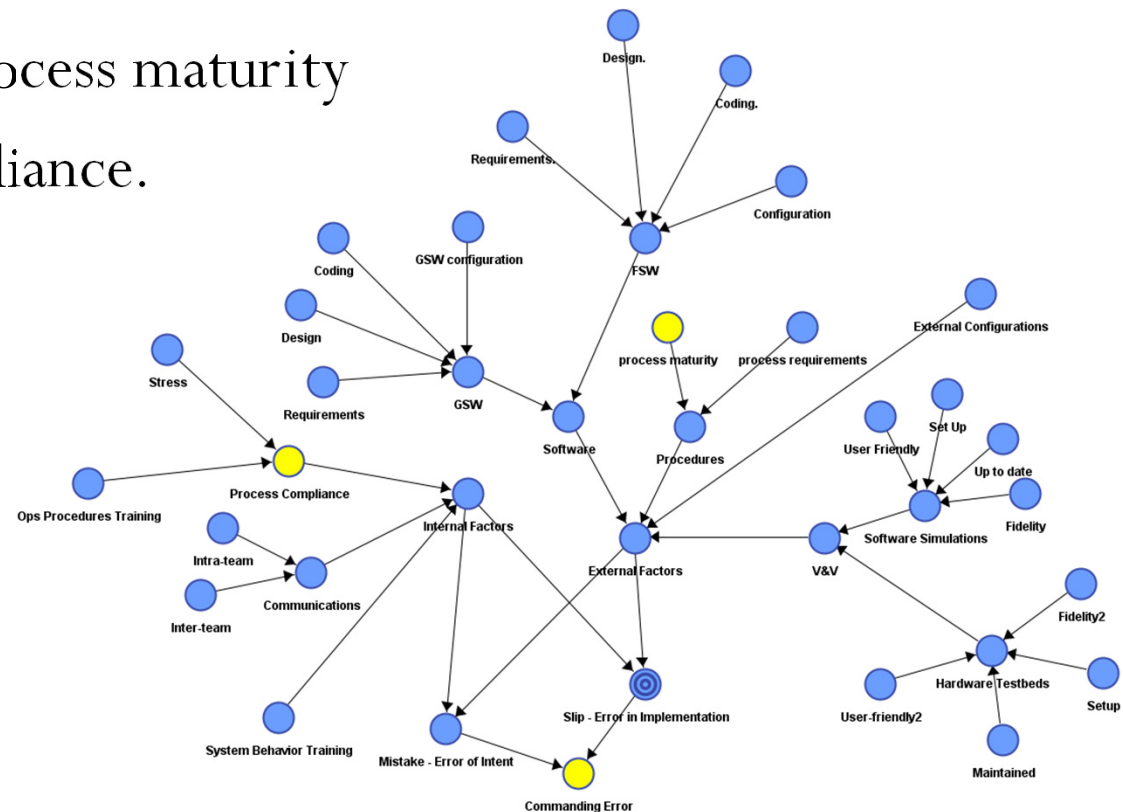 ocess maturity
liance.
Design.
Coding.
Requirements.
Configuration
GSW configuration
Coding
FSW
External Configurations
Design
process maturity
process requirements
Stress
Requirements
GSW
Software
Procedures
User Friendly
Set Up
Up to date
Process Compliance
Ops Procedures Training
Internal Factors
Fidelity
Software Simulations
Intra-team
External Factors
V&V
Communications
Inter-team
Fidelity2
Hardware Testbeds
Setup
User-friendly2
Slip - Error in Implementation
System Behavior Training
Mistake - Error of Intent
Maintained
Commanding Error